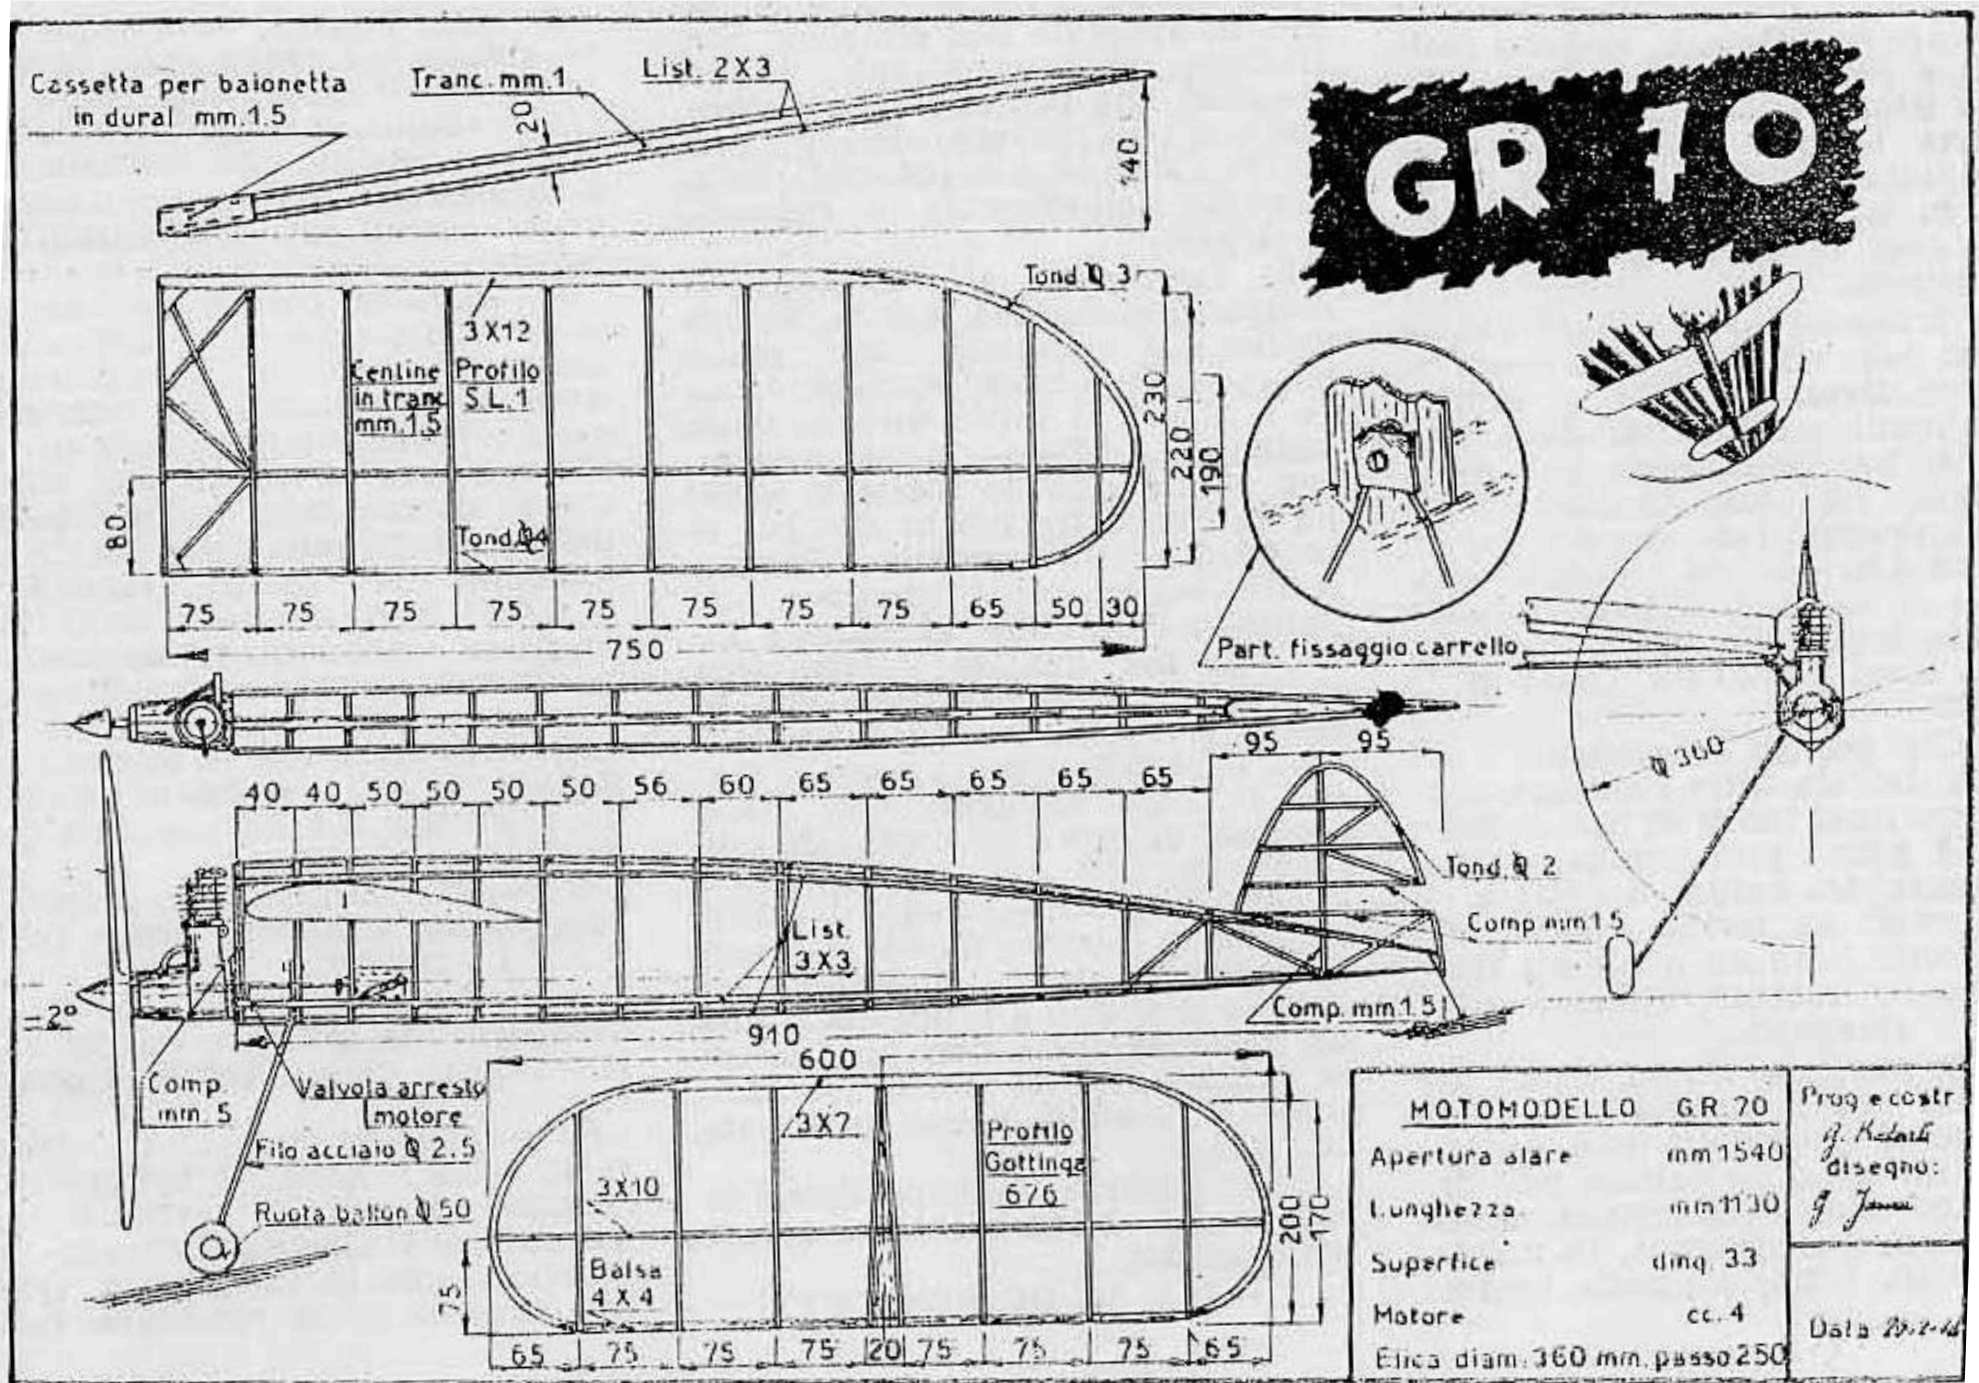 Cassetta per baionetta
in dural mm.1.5
Tranc. mm.1
List. 2X3
20
140
GR 70
Tond Φ 3
3X12
Centine
in tranc
mm.1.5
Profilo
S.L.1
230
220
190
80
Tond. Φ4
75 75 75 75 75 75 75 75 65 50 30
750
Part. fissaggio carrello
Φ 360
95 95
40 40 50 50 50 50 56 60 65 65 65 65 65
Tond. Φ 2
Comp mm 1.5
List.
3X3
Comp. mm 1.5
2°
910
Comp
mm. 5
Valvola arresto
motore
Filo acciaio Φ 2.5
Ruota ballon Φ 50
600
3X7
Profilo
Gottinga
676
3X10
Balsa
4 X 4
200
170
75
65 75 75 75 20 75 75 75 65
MOTOMODELLO G.R. 70
Apertura alare mm 1540
Lunghezza mm 1130
Superfice dmq. 33
Motore cc. 4
Elica diam. 360 mm. passo 250
Prog e costr
disegno:
Data